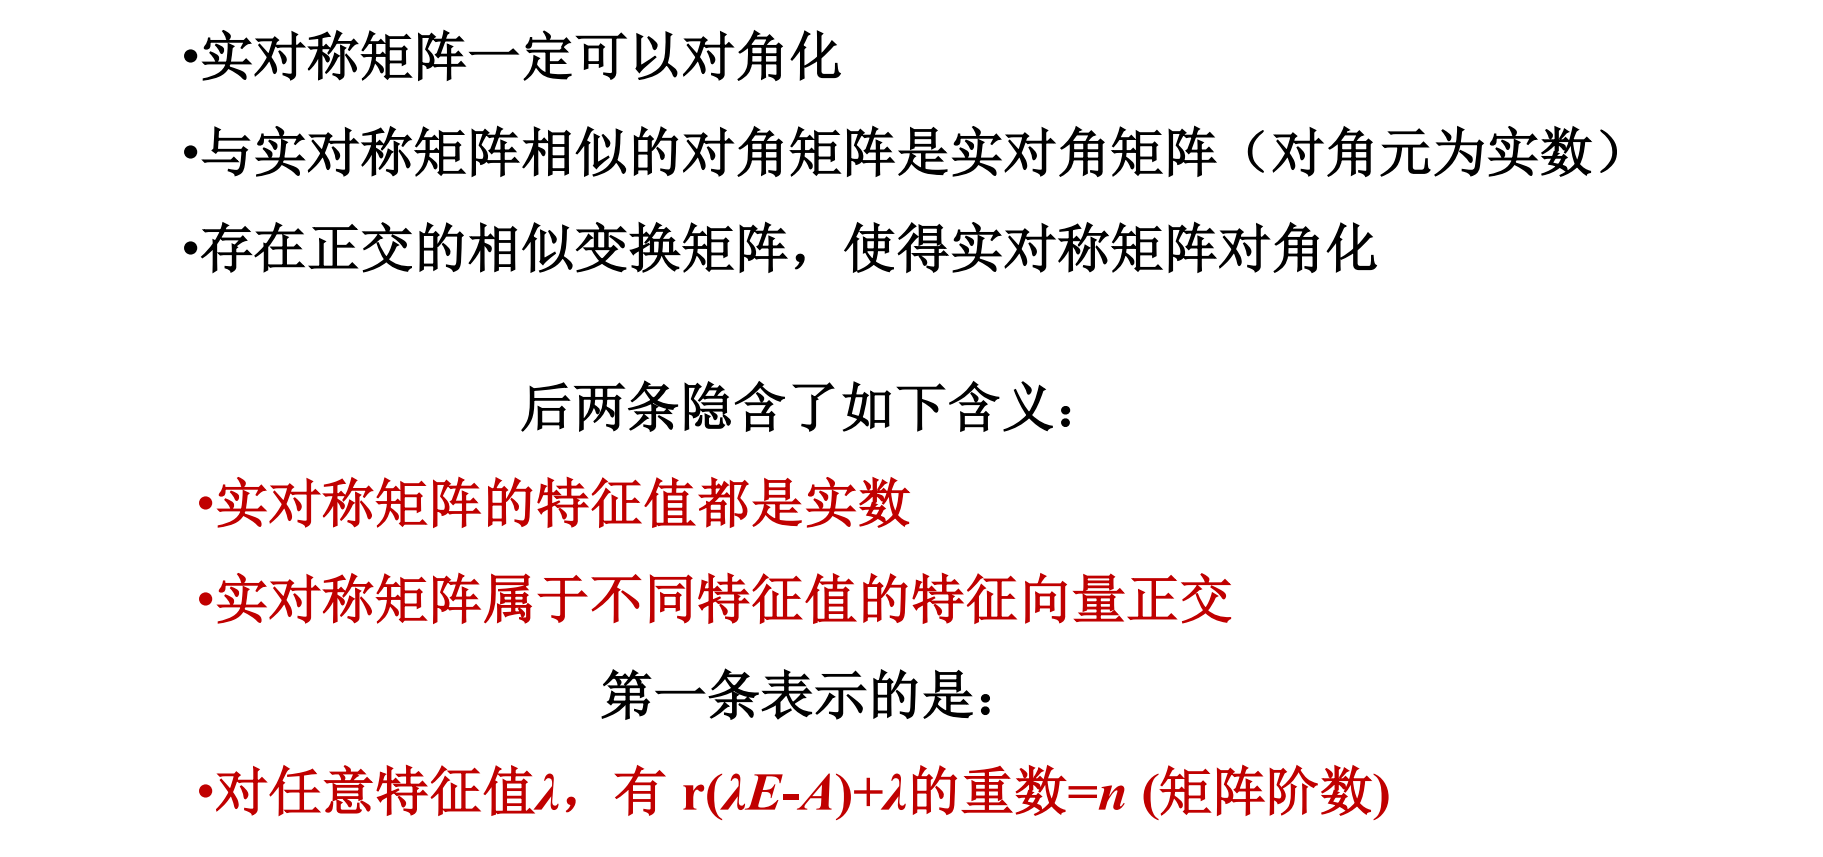 •实对称矩阵一定可以对角化
•与实对称矩阵相似的对角矩阵是实对角矩阵（对角元为实数）
•存在正交的相似变换矩阵，使得实对称矩阵对角化
后两条隐含了如下含义：
•实对称矩阵的特征值都是实数
•实对称矩阵属于不同特征值的特征向量正交
第一条表示的是：
•对任意特征值λ，有 r(λE-A)+λ的重数=n (矩阵阶数)